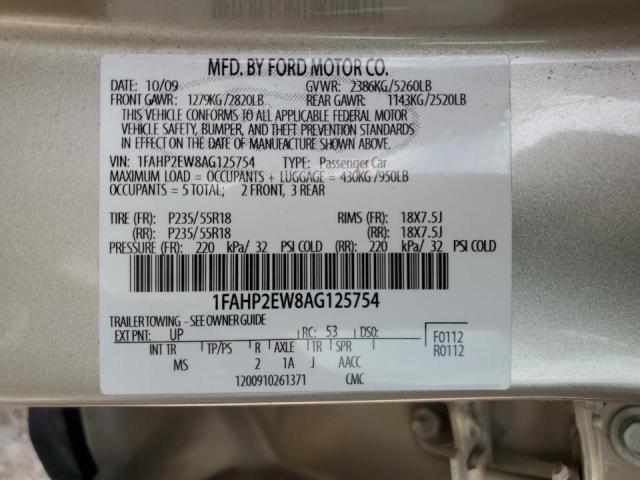 MFD. BY FORD MOTOR CO.
DATE: 10/09 GVWR: 2386KG/5260LB
FRONT GAWR: 1279KG/2820LB REAR GAWR: 1143KG/2520LB
THIS VEHICLE CONFORMS TO ALL APPLICABLE FEDERAL MOTOR
VEHICLE SAFETY, BUMPER, AND THEFT PREVENTION STANDARDS
IN EFFECT ON THE DATE OF MANUFACTURE SHOWN ABOVE.
VIN: 1FAHP2EW8AG125754 TYPE: Passenger Car
MAXIMUM LOAD = OCCUPANTS + LUGGAGE = 430KG/950LB
OCCUPANTS = 5 TOTAL; 2 FRONT, 3 REAR
TIRE (FR): P235/55R18 RIMS (FR): 18X7.5J
(RR): P235/55R18 (RR): 18X7.5J
PRESSURE (FR): 220 kPa/ 32 PSI COLD (RR): 220 kPa/ 32 PSI COLD
1FAHP2EW8AG125754
TRAILER TOWING - SEE OWNER GUIDE
EXT PNT: UP RC: 53 DSO: F0112
INT TR TP/PS R AXLE TR SPR R0112
MS 2 1A J AACC
1200910261371 CMC